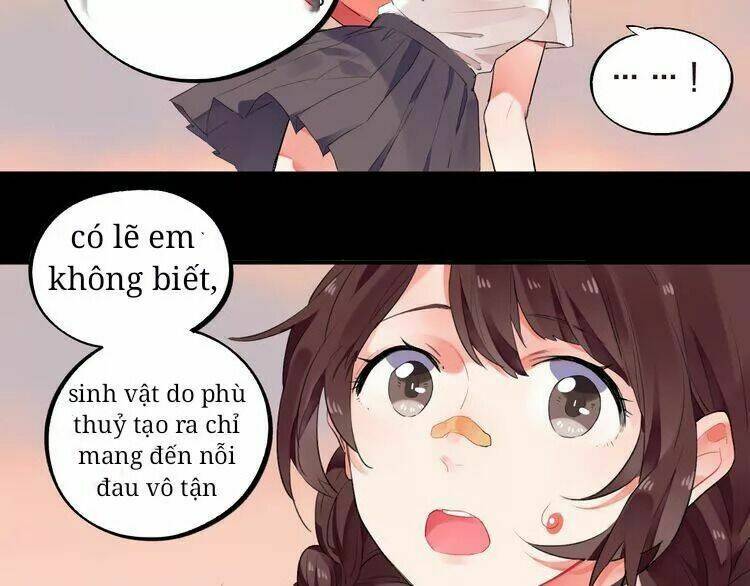 ... ...!
có lẽ em
không biết,
sinh vật do phù
thuỷ tạo ra chỉ
mang đến nỗi
đau vô tận